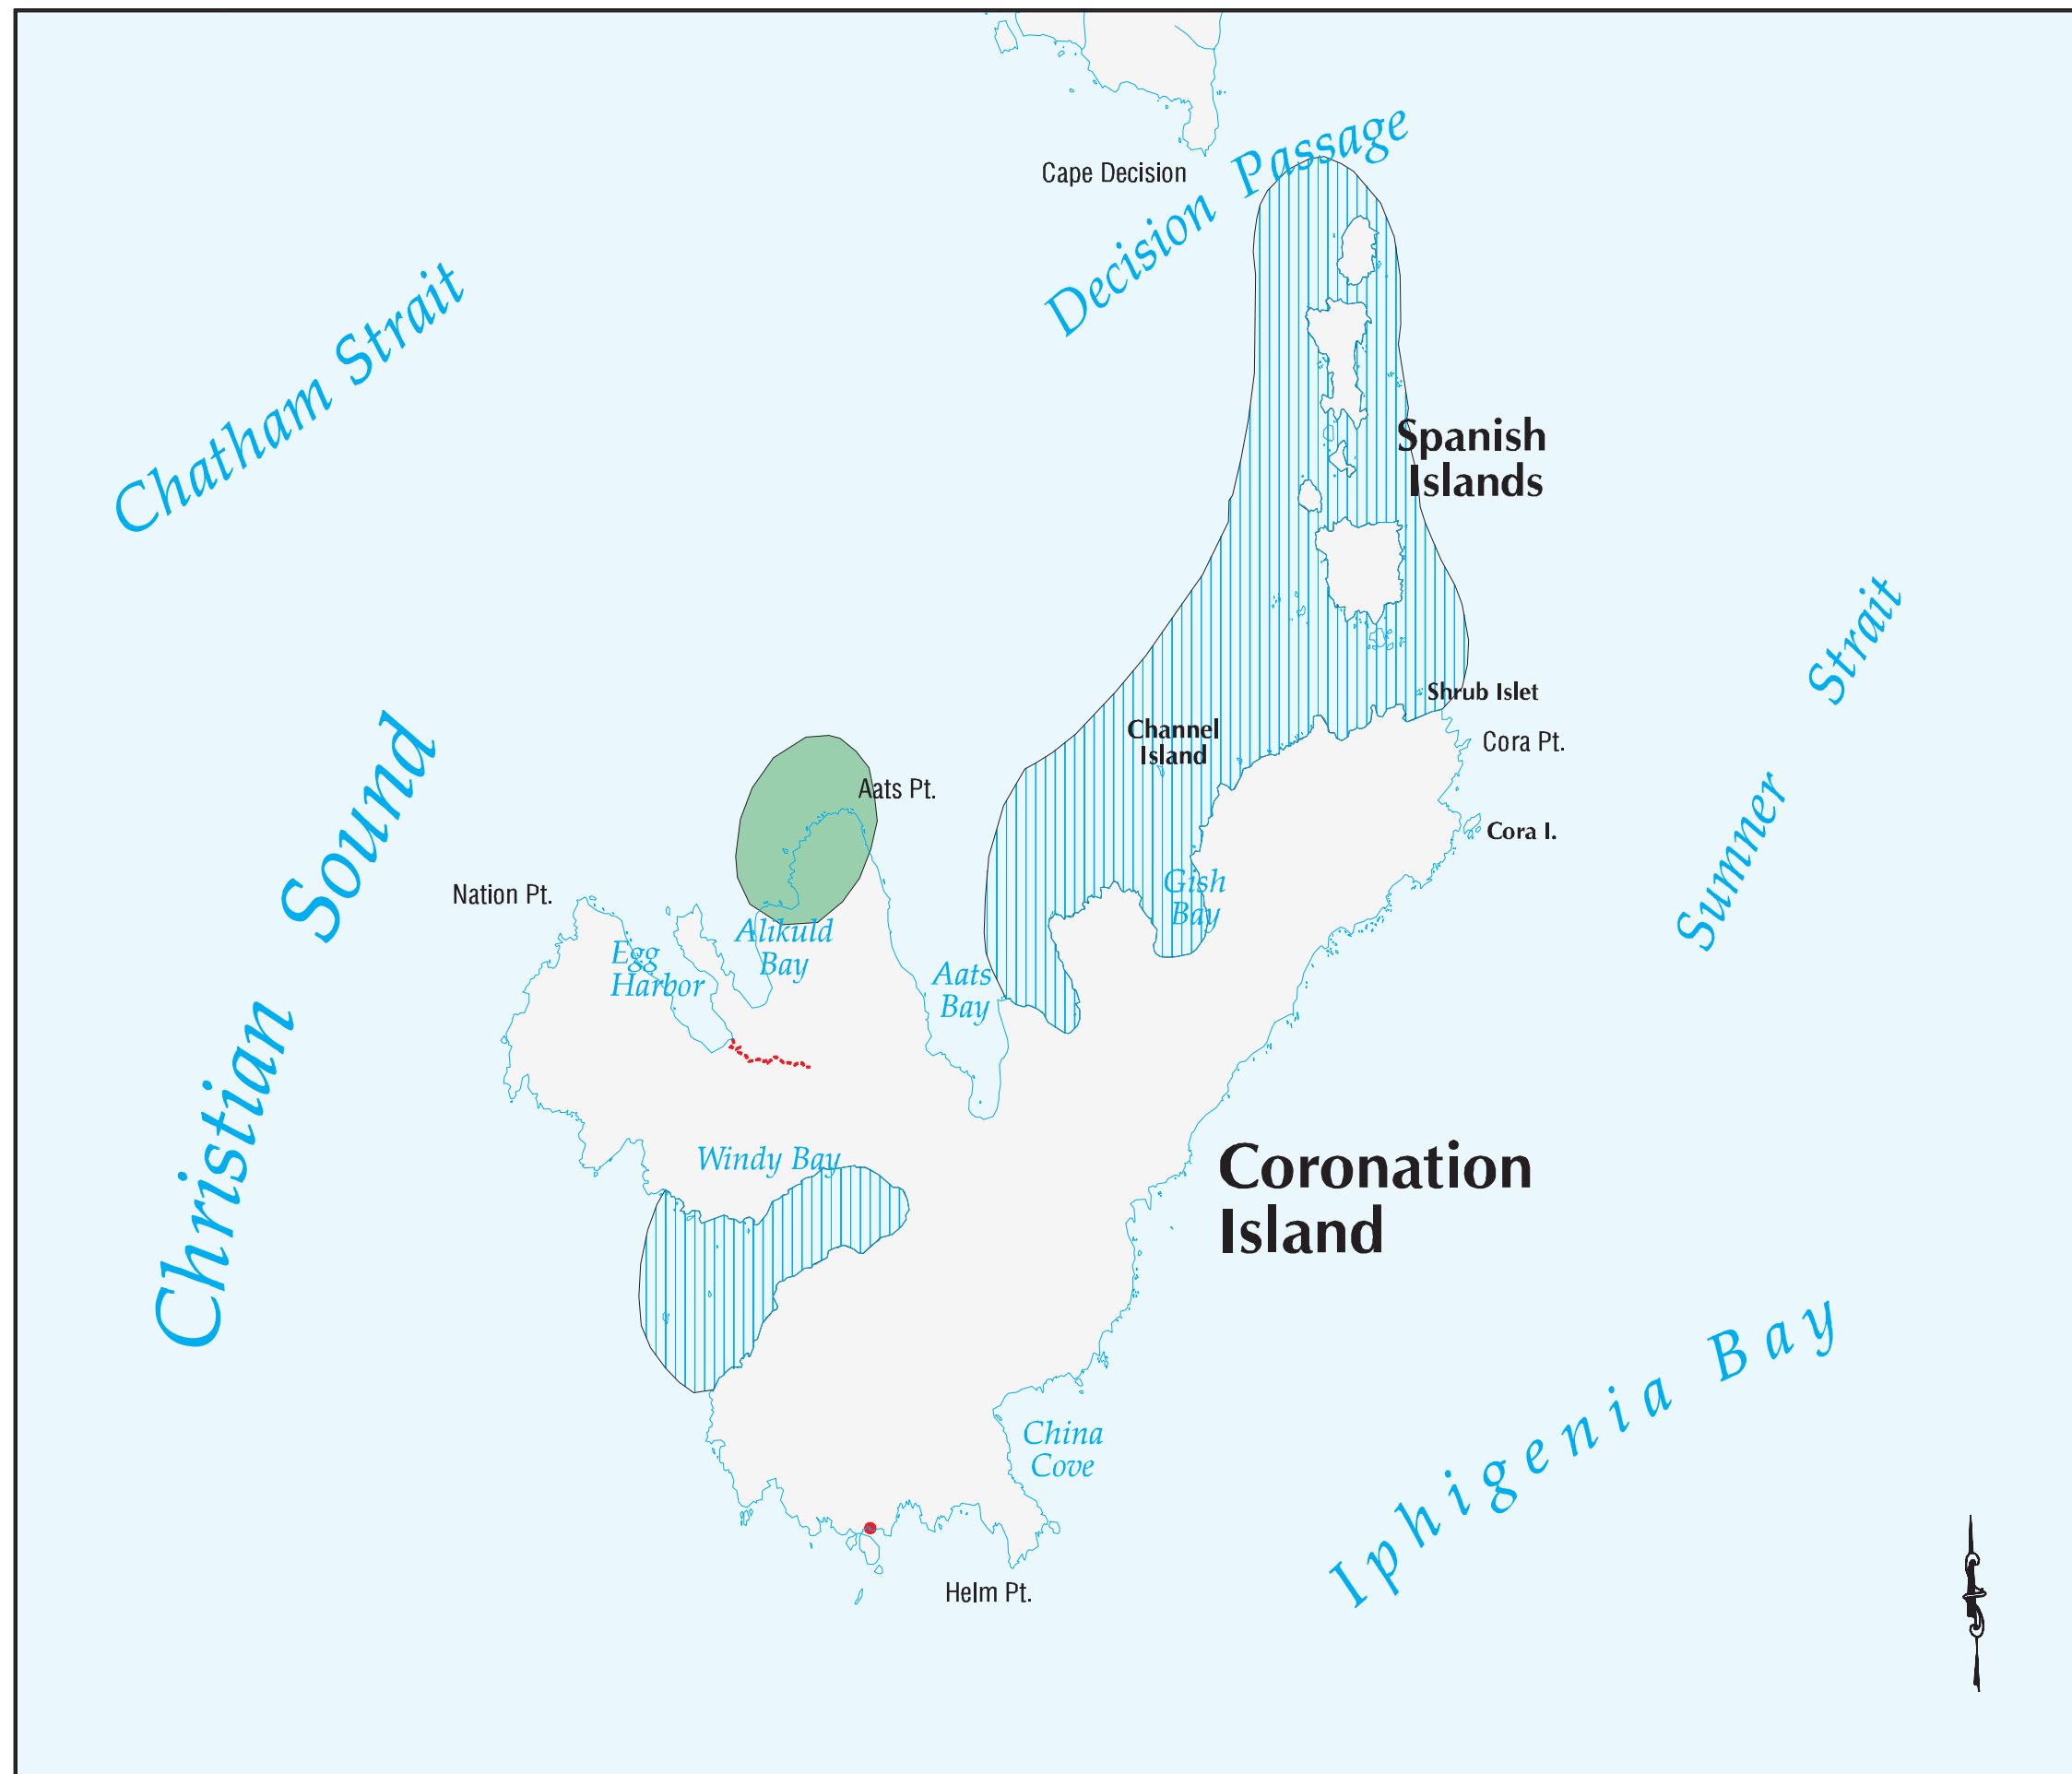 Cape Decision
Decision Passage
Chatham Strait
Spanish
Islands
Shrub Islet
Channel
Island
Cora Pt.
Summer Strait
Aats Pt.
Cora I.
Christian Sound
Nation Pt.
Gish
Bay
Alikuld
Bay
Egg
Harbor
Aats
Bay
Windy Bay
Coronation
Island
China
Cove
Iphigenia Bay
Helm Pt.